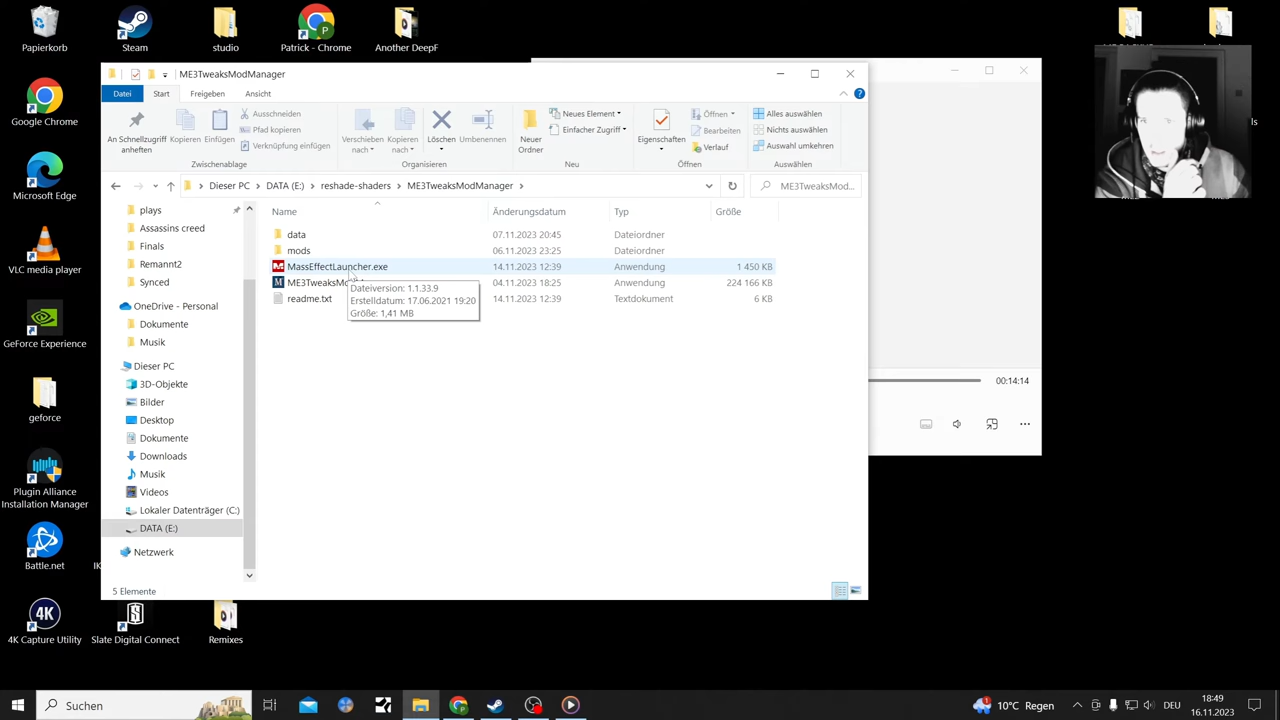 Papierkorb
Steam
studio
Patrick - Chrome
Another DeepF
Google Chrome
Microsoft Edge
VLC media player
GeForce Experience
geforce
Plugin Alliance
Installation Manager
Battle.net
4K Capture Utility
Slate Digital Connect
Remixes
ME3TweaksModManager
Datei
Start
Freigeben
Ansicht
An Schnellzugriff
anheften
Kopieren
Einfügen
Ausschneiden
Pfad kopieren
Verknüpfung einfügen
Zwischenablage
Verschieben
nach
Kopieren
nach
Löschen
Umbenennen
Organisieren
Neuer
Ordner
Neues Element
Einfacher Zugriff
Neu
Eigenschaften
Öffnen
Bearbeiten
Verlauf
Öffnen
Alles auswählen
Nichts auswählen
Auswahl umkehren
Auswählen
Dieser PC
DATA (E:)
reshade-shaders
ME3TweaksModManager
ME3TweaksMod...
Name
Änderungsdatum
Typ
Größe
data
07.11.2023 20:45
Dateiordner
mods
06.11.2023 23:25
Dateiordner
MassEffectLauncher.exe
14.11.2023 12:39
Anwendung
1 450 KB
ME3TweaksMo
04.11.2023 18:25
Anwendung
224 166 KB
readme.txt
14.11.2023 12:39
Textdokument
6 KB
Dateiversion: 1.1.33.9
Erstelldatum: 17.06.2021 19:20
Größe: 1,41 MB
plays
Assassins creed
Finals
Remannt2
Synced
OneDrive - Personal
Dokumente
Musik
Dieser PC
3D-Objekte
Bilder
Desktop
Dokumente
Downloads
Musik
Videos
Lokaler Datenträger (C:)
DATA (E:)
Netzwerk
5 Elemente
00:14:14
Suchen
10°C Regen
DEU
18:49
16.11.2023